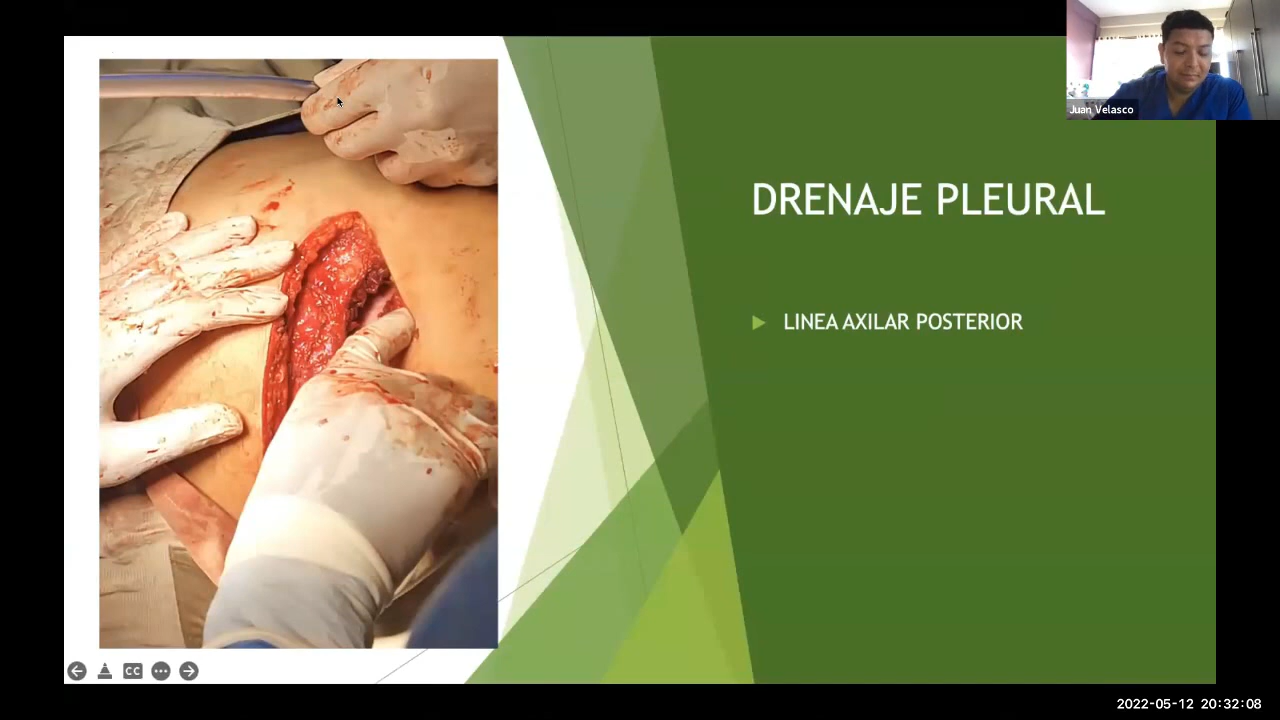 Juan Velasco
DRENAJE PLEURAL
LINEA AXILAR POSTERIOR
CC
2022-05-12 20:32:08